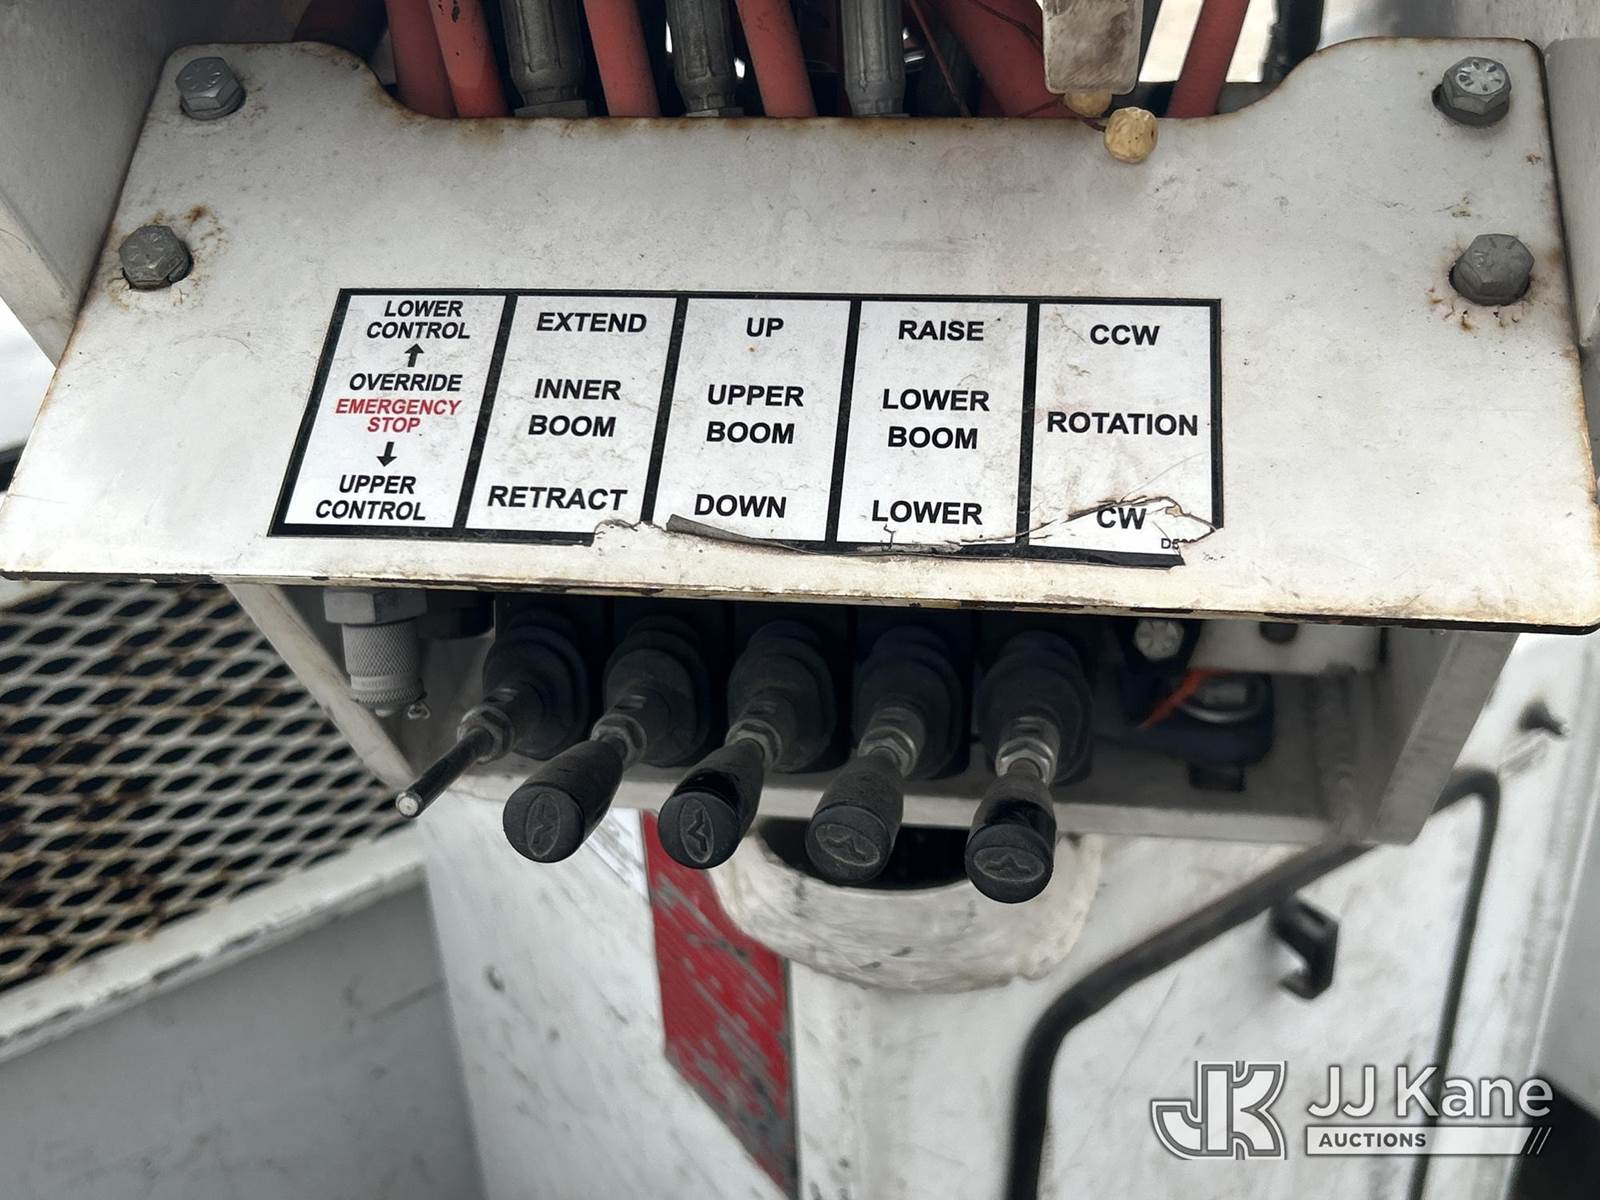 LOWER
CONTROL
OVERRIDE
EMERGENCY
STOP
UPPER
CONTROL
EXTEND
INNER
BOOM
RETRACT
UP
UPPER
BOOM
DOWN
RAISE
LOWER
BOOM
LOWER
CCW
ROTATION
CW
JK JJ Kane
AUCTIONS